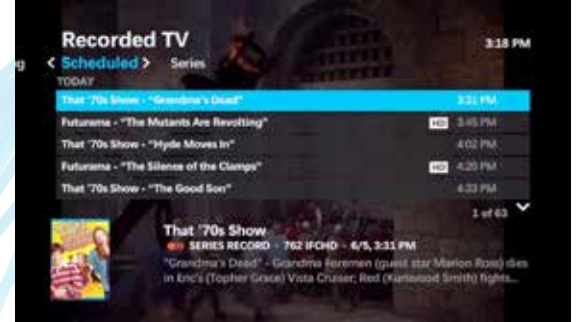 Recorded TV
3:18 PM
g < Scheduled > Series
TODAY
That '70s Show - "Grandma's Dead" 3:31 PM
Futurama - "The Mutants Are Revolting" HD 3:45 PM
That '70s Show - "Hyde Moves In" 4:02 PM
Futurama - "The Silence of the Clamps" HD 4:20 PM
That '70s Show - "The Good Son" 4:33 PM
1 of 63
That '70s Show
SERIES RECORD - 762 IFCHD - 6/5, 3:31 PM
"Grandma's Dead" - Grandma Foremen (guest star Marion Ross) dies
in Eric's (Topher Grace) Vista Cruiser; Red (Kurtwood Smith) fights...